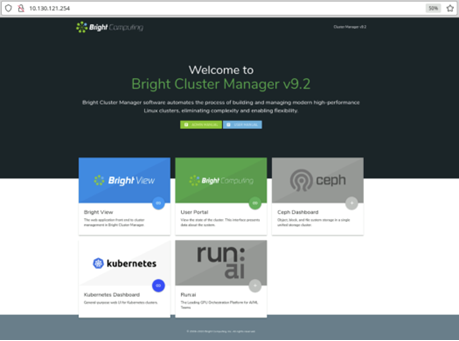 10.130.121.254
50%
Bright Computing
Cluster Manager v9.2
Welcome to
Bright Cluster Manager v9.2
Bright Cluster Manager software automates the process of building and managing modern high-performance
Linux clusters, eliminating complexity and enabling flexibility.
Bright View
Bright Computing
ceph
Bright View
The web application front end to cluster
management in Bright Cluster Manager.
User Portal
View the state of the cluster. This interface presents
data about the system.
Ceph Dashboard
Object, block, and file system storage in a single
unified storage cluster.
kubernetes
run:
ai
Kubernetes Dashboard
General purpose web UI for Kubernetes clusters.
Run:ai
The Leading GPU Orchestration Platform for AI/ML
Teams